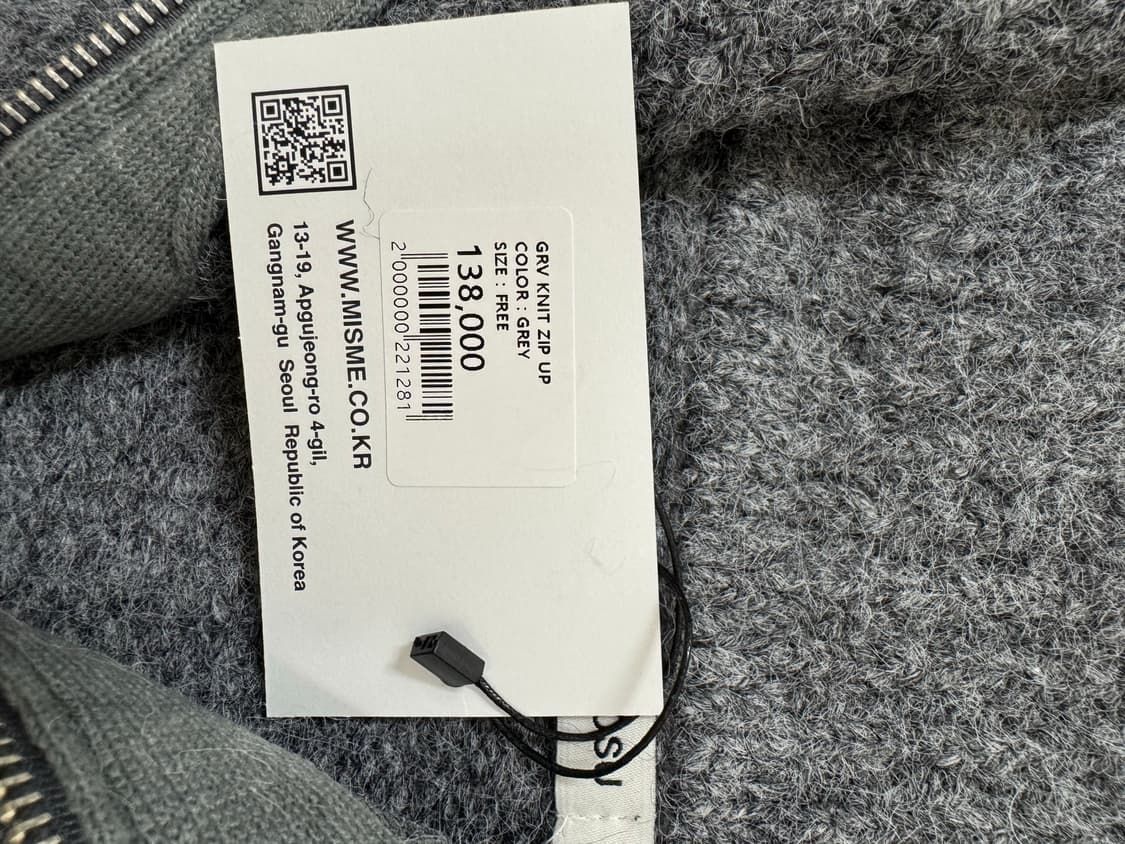 GRV KNIT ZIP UP
COLOR : GREY
SIZE : FREE
138,000
2000000221281
WWW.MISME.CO.KR
13-19, Apgujeong-ro 4-gil,
Gangnam-gu Seoul Republic of Korea